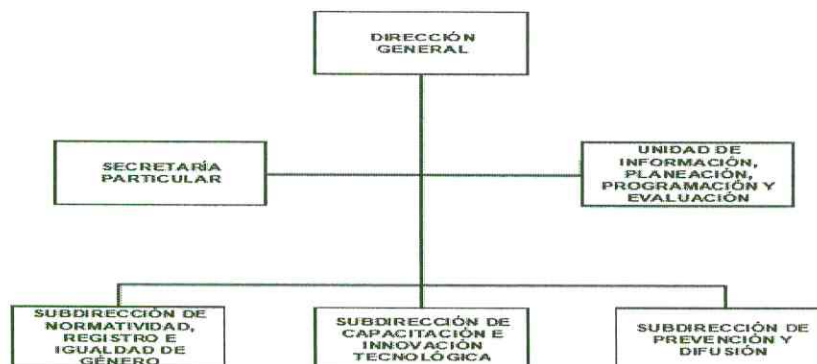 DIRECCIÓN
GENERAL
SECRETARÍA
PARTICULAR
UNIDAD DE
INFORMACIÓN,
PLANEACIÓN,
PROGRAMACIÓN Y
EVALUACIÓN
SUBDIRECCIÓN DE
NORMATIVIDAD,
REGISTRO E
IGUALDAD DE
GÉNERO
SUBDIRECCIÓN DE
CAPACITACIÓN E
INNOVACIÓN
TECNOLÓGICA
SUBDIRECCIÓN DE
PREVENCIÓN Y
DIFUSIÓN